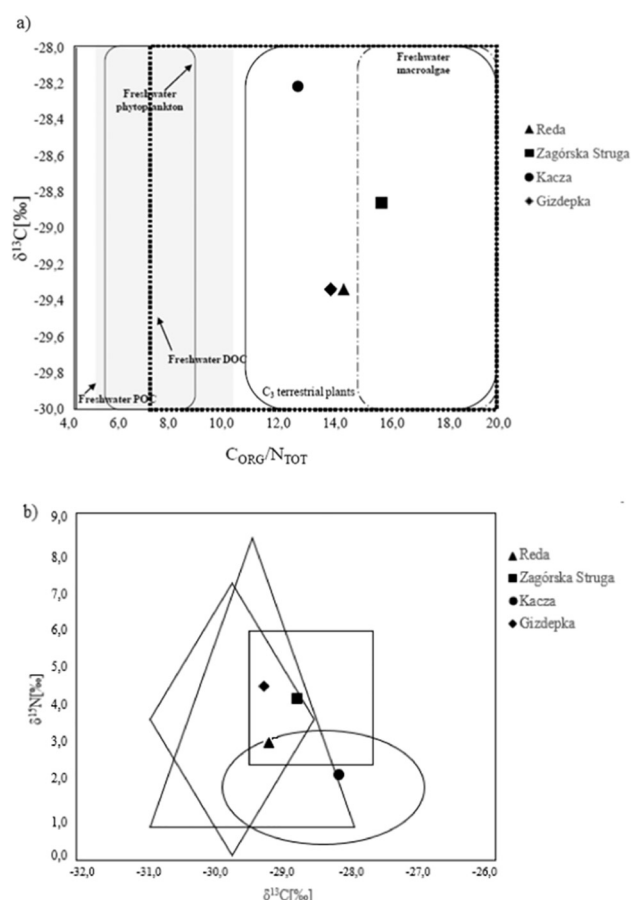 a)
-28,0
-28,2
-28,4
-28,6
-28,8
-29,0
-29,2
-29,4
-29,6
-29,8
-30,0
δ¹³C[‰]
Freshwater
phytoplankton
Freshwater
macroalgae
Freshwater DOC
Freshwater POC
C₃ terrestrial plants
4,0 6,0 8,0 10,0 12,0 14,0 16,0 18,0 20,0
C_ORG/N_TOT
Reda
Zagórska Struga
Kacza
Gizdepka
b)
9,0
8,0
7,0
6,0
5,0
4,0
3,0
2,0
1,0
0,0
δ¹⁵N[‰]
-32,0 -31,0 -30,0 -29,0 -28,0 -27,0 -26,0
δ¹³C[‰]
Reda
Zagórska Struga
Kacza
Gizdepka